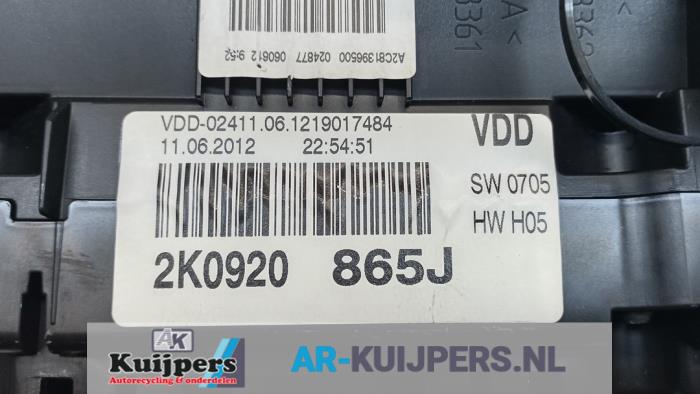 A2C81396500 024877 060612 9:52
VDD-02411.06.1219017484
11.06.2012 22:54:51
VDD
SW 0705
HW H05
2K0920 865J
AK
Kuijpers
Autorecycling & onderdelen
AR-KUIJPERS.NL